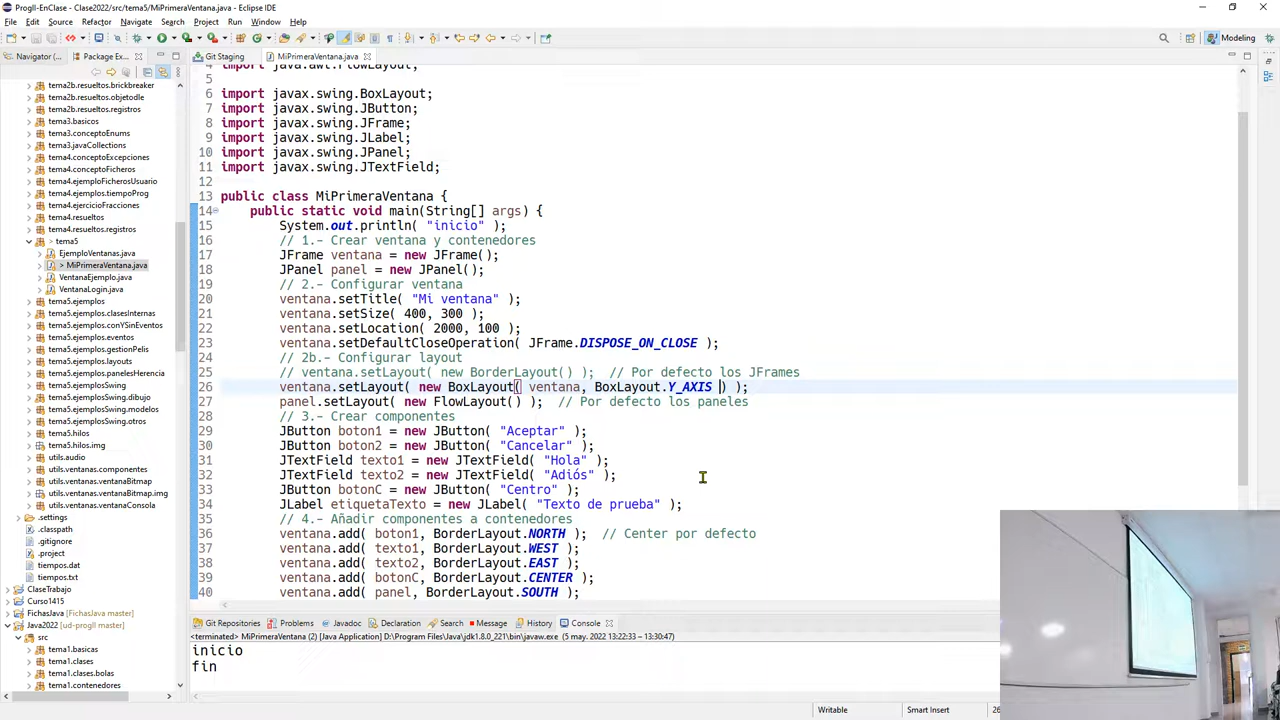 ProgII-EnClase - Clase2022/tema5/MiPrimeraVentana.java - Eclipse IDE
File Edit Source Refactor Navigate Search Project Run Window Help
Modeling
Navigator (... Package Ex...
Git Staging MiPrimeraVentana.java
tema2b.resueltos.brickbreaker
tema2b.resueltos.objetodle
tema2b.resueltos.registros
tema3.basicos
tema3.conceptoEnums
tema3.javaCollections
tema4.conceptoExcepciones
tema4.conceptoFicheros
tema4.ejemploFicherosUsuario
tema4.ejemplos.tiempoProg
tema4.ejercicioFracciones
tema4.resueltos
tema4.resueltos.registros
> tema5
EjemploVentanas.java
> MiPrimeraVentana.java
VentanaEjemplo.java
VentanaLogin.java
tema5.ejemplos
tema5.ejemplos.clasesInternas
tema5.ejemplos.conYSinEventos
tema5.ejemplos.eventos
tema5.ejemplos.gestionPelis
tema5.ejemplos.layouts
tema5.ejemplos.panelesHerencia
tema5.ejemplosSwing
tema5.ejemplosSwing.dibujo
tema5.ejemplosSwing.modelos
tema5.ejemplosSwing.otros
tema5.hilos
tema5.hilos.img
utils.audio
utils.ventanas.componentes
utils.ventanas.ventanaBitmap
utils.ventanas.ventanaBitmap.img
utils.ventanas.ventanaConsola
.settings
.classpath
.gitignore
.project
tiempos.dat
tiempos.txt
ClaseTrabajo
Curso1415
FichasJava [FichasJava master]
Java2022 [ud-progII master]
src
tema1.basicas
tema1.clases
tema1.clases.bolas
tema1.contenedores
4 import java.awt.FlowLayout;
5
6 import javax.swing.BoxLayout;
7 import javax.swing.JButton;
8 import javax.swing.JFrame;
9 import javax.swing.JLabel;
10 import javax.swing.JPanel;
11 import javax.swing.JTextField;
12
13 public class MiPrimeraVentana {
14 public static void main(String[] args) {
15 System.out.println( "inicio" );
16 // 1.- Crear ventana y contenedores
17 JFrame ventana = new JFrame();
18 JPanel panel = new JPanel();
19 // 2.- Configurar ventana
20 ventana.setTitle( "Mi ventana" );
21 ventana.setSize( 400, 300 );
22 ventana.setLocation( 2000, 100 );
23 ventana.setDefaultCloseOperation( JFrame.DISPOSE_ON_CLOSE );
24 // 2b.- Configurar layout
25 // ventana.setLayout( new BorderLayout() ); // Por defecto los JFrames
26 ventana.setLayout( new BoxLayout( ventana, BoxLayout.Y_AXIS ) );
27 panel.setLayout( new FlowLayout() ); // Por defecto los paneles
28 // 3.- Crear componentes
29 JButton boton1 = new JButton( "Aceptar" );
30 JButton boton2 = new JButton( "Cancelar" );
31 JTextField texto1 = new JTextField( "Hola" );
32 JTextField texto2 = new JTextField( "Adiós" );
33 JButton botonC = new JButton( "Centro" );
34 JLabel etiquetaTexto = new JLabel( "Texto de prueba" );
35 // 4.- Añadir componentes a contenedores
36 ventana.add( boton1, BorderLayout.NORTH ); // Center por defecto
37 ventana.add( texto1, BorderLayout.WEST );
38 ventana.add( texto2, BorderLayout.EAST );
39 ventana.add( botonC, BorderLayout.CENTER );
40 ventana.add( panel, BorderLayout.SOUTH );
Git Repositories Problems Javadoc Search Message History Console
<terminated> MiPrimeraVentana (2) [Java Application] D:\Program Files\Java\jdk1.8.0_221\bin\javaw.exe (5 may. 2022 13:22:33 – 13:30:47)
inicio
fin
Writable Smart Insert 26